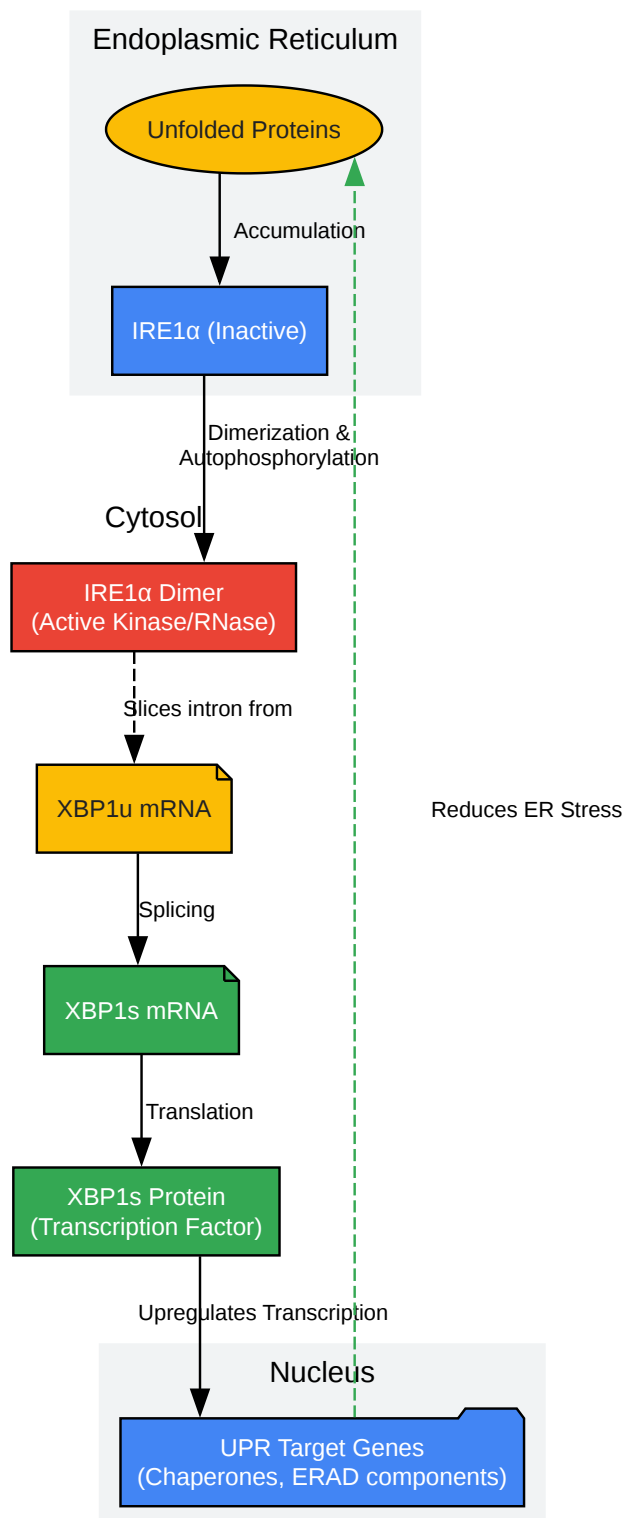 Endoplasmic Reticulum
Unfolded Proteins
Accumulation
IRE1α (Inactive)
Dimerization &
Autophosphorylation
Cytosol
IRE1α Dimer
(Active Kinase/RNase)
Slices intron from
XBP1u mRNA
Reduces ER Stress
Splicing
XBP1s mRNA
Translation
XBP1s Protein
(Transcription Factor)
Upregulates Transcription
Nucleus
UPR Target Genes
(Chaperones, ERAD components)